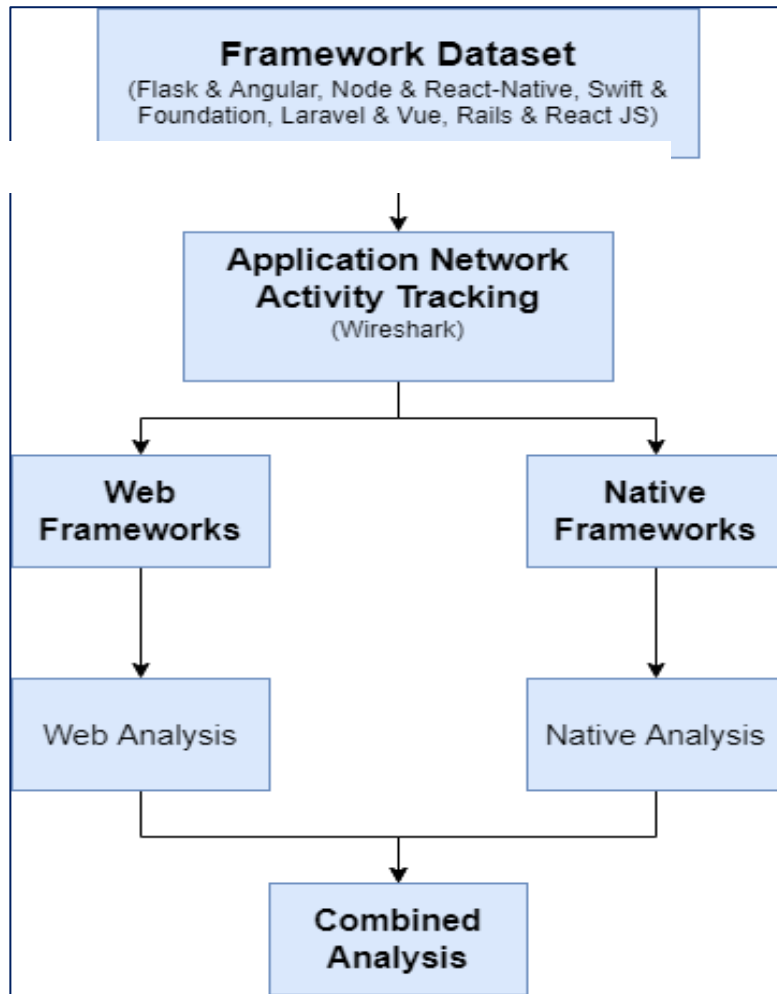 Framework Dataset
(Flask & Angular, Node & React-Native, Swift &
Foundation, Laravel & Vue, Rails & React JS)
Application Network
Activity Tracking
(Wireshark)
Web
Frameworks
Native
Frameworks
Web Analysis
Native Analysis
Combined
Analysis